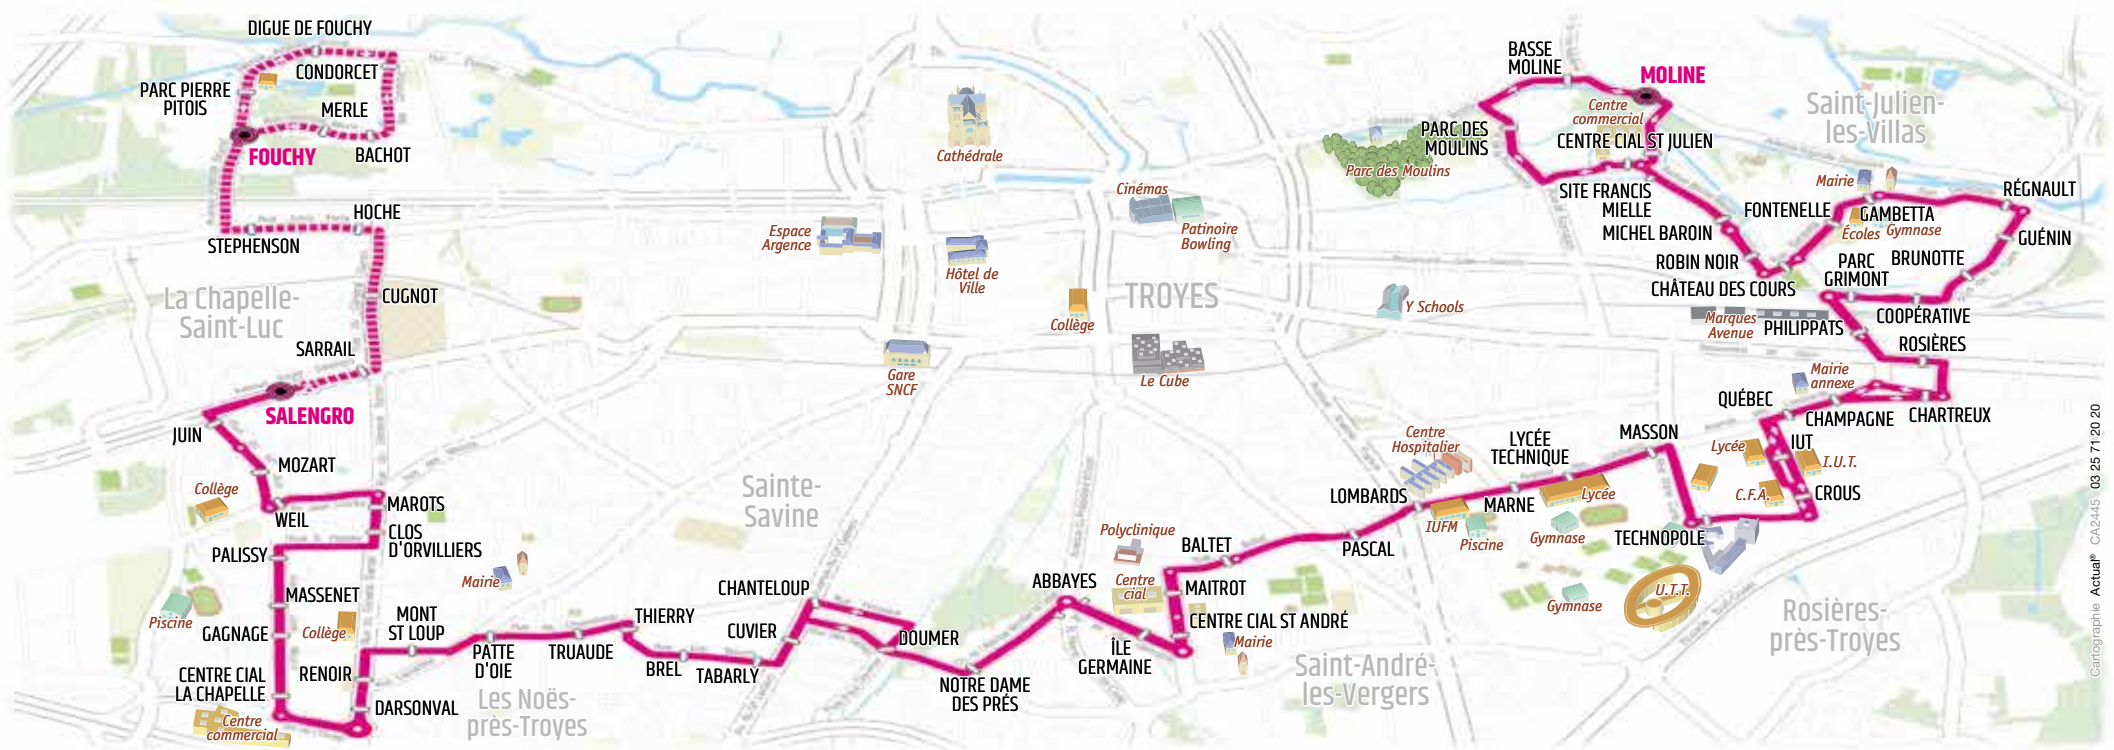 DIGUE DE FOUCHY
CONDORCET
PARC PIERRE
PITOIS
MERLE
BACHOT
FOUCHY
HOCHE
STEPHENSON
CUGNOT
La Chapelle-
Saint-Luc
SARRAIL
SALENGRO
JUIN
MOZART
Collège
WEIL
MAROTS
CLOS
D'ORVILLIERS
PALISSY
MASSENET
Piscine
GAGNAGE
Collège
CENTRE CIAL
LA CHAPELLE
RENOIR
Centre
commercial
DARSONVAL
MONT
ST LOUP
Mairie
PATTE
D'OIE
Les Noës-
près-Troyes
TRUAUDE
THIERRY
BREL
TABARLY
CUVIER
CHANTELOUP
Sainte-
Savine
DOUMER
NOTRE DAME
DES PRÉS
ABBAYES
ÎLE
GERMAINE
Polyclinique
Centre
cial
BALTET
MAITROT
CENTRE CIAL ST ANDRÉ
Mairie
Saint-André-
les-Vergers
Cathédrale
Cinémas
Patinoire
Bowling
Espace
Argence
Hôtel de
Ville
TROYES
Collège
Gare
SNCF
Le Cube
Y Schools
PASCAL
LOMBARDS
Centre
Hospitalier
LYCÉE
TECHNIQUE
IUFM
MARNE
Lycée
Piscine
Gymnase
Gymnase
MASSON
TECHNOPOLE
U.T.T.
Rosières-
près-Troyes
Lycée
C.F.A.
IUT
I.U.T.
CROUS
QUÉBEC
Mairie
annexe
CHAMPAGNE
CHARTREUX
ROSIÈRES
PHILIPPATS
Marques
Avenue
COOPÉRATIVE
PARC
GRIMONT
BRUNOTTE
GUÉNIN
RÉGNAULT
GAMBETTA
Écoles
Gymnase
Mairie
FONTENELLE
CHÂTEAU DES COURS
ROBIN NOIR
MICHEL BAROIN
SITE FRANCIS
MIELLE
CENTRE CIAL ST JULIEN
Centre
commercial
MOLINE
BASSE
MOLINE
PARC DES
MOULINS
Parc des Moulins
Saint-Julien-
les-Villas
Cartographie Actual® CA2445 03 25 71 20 20